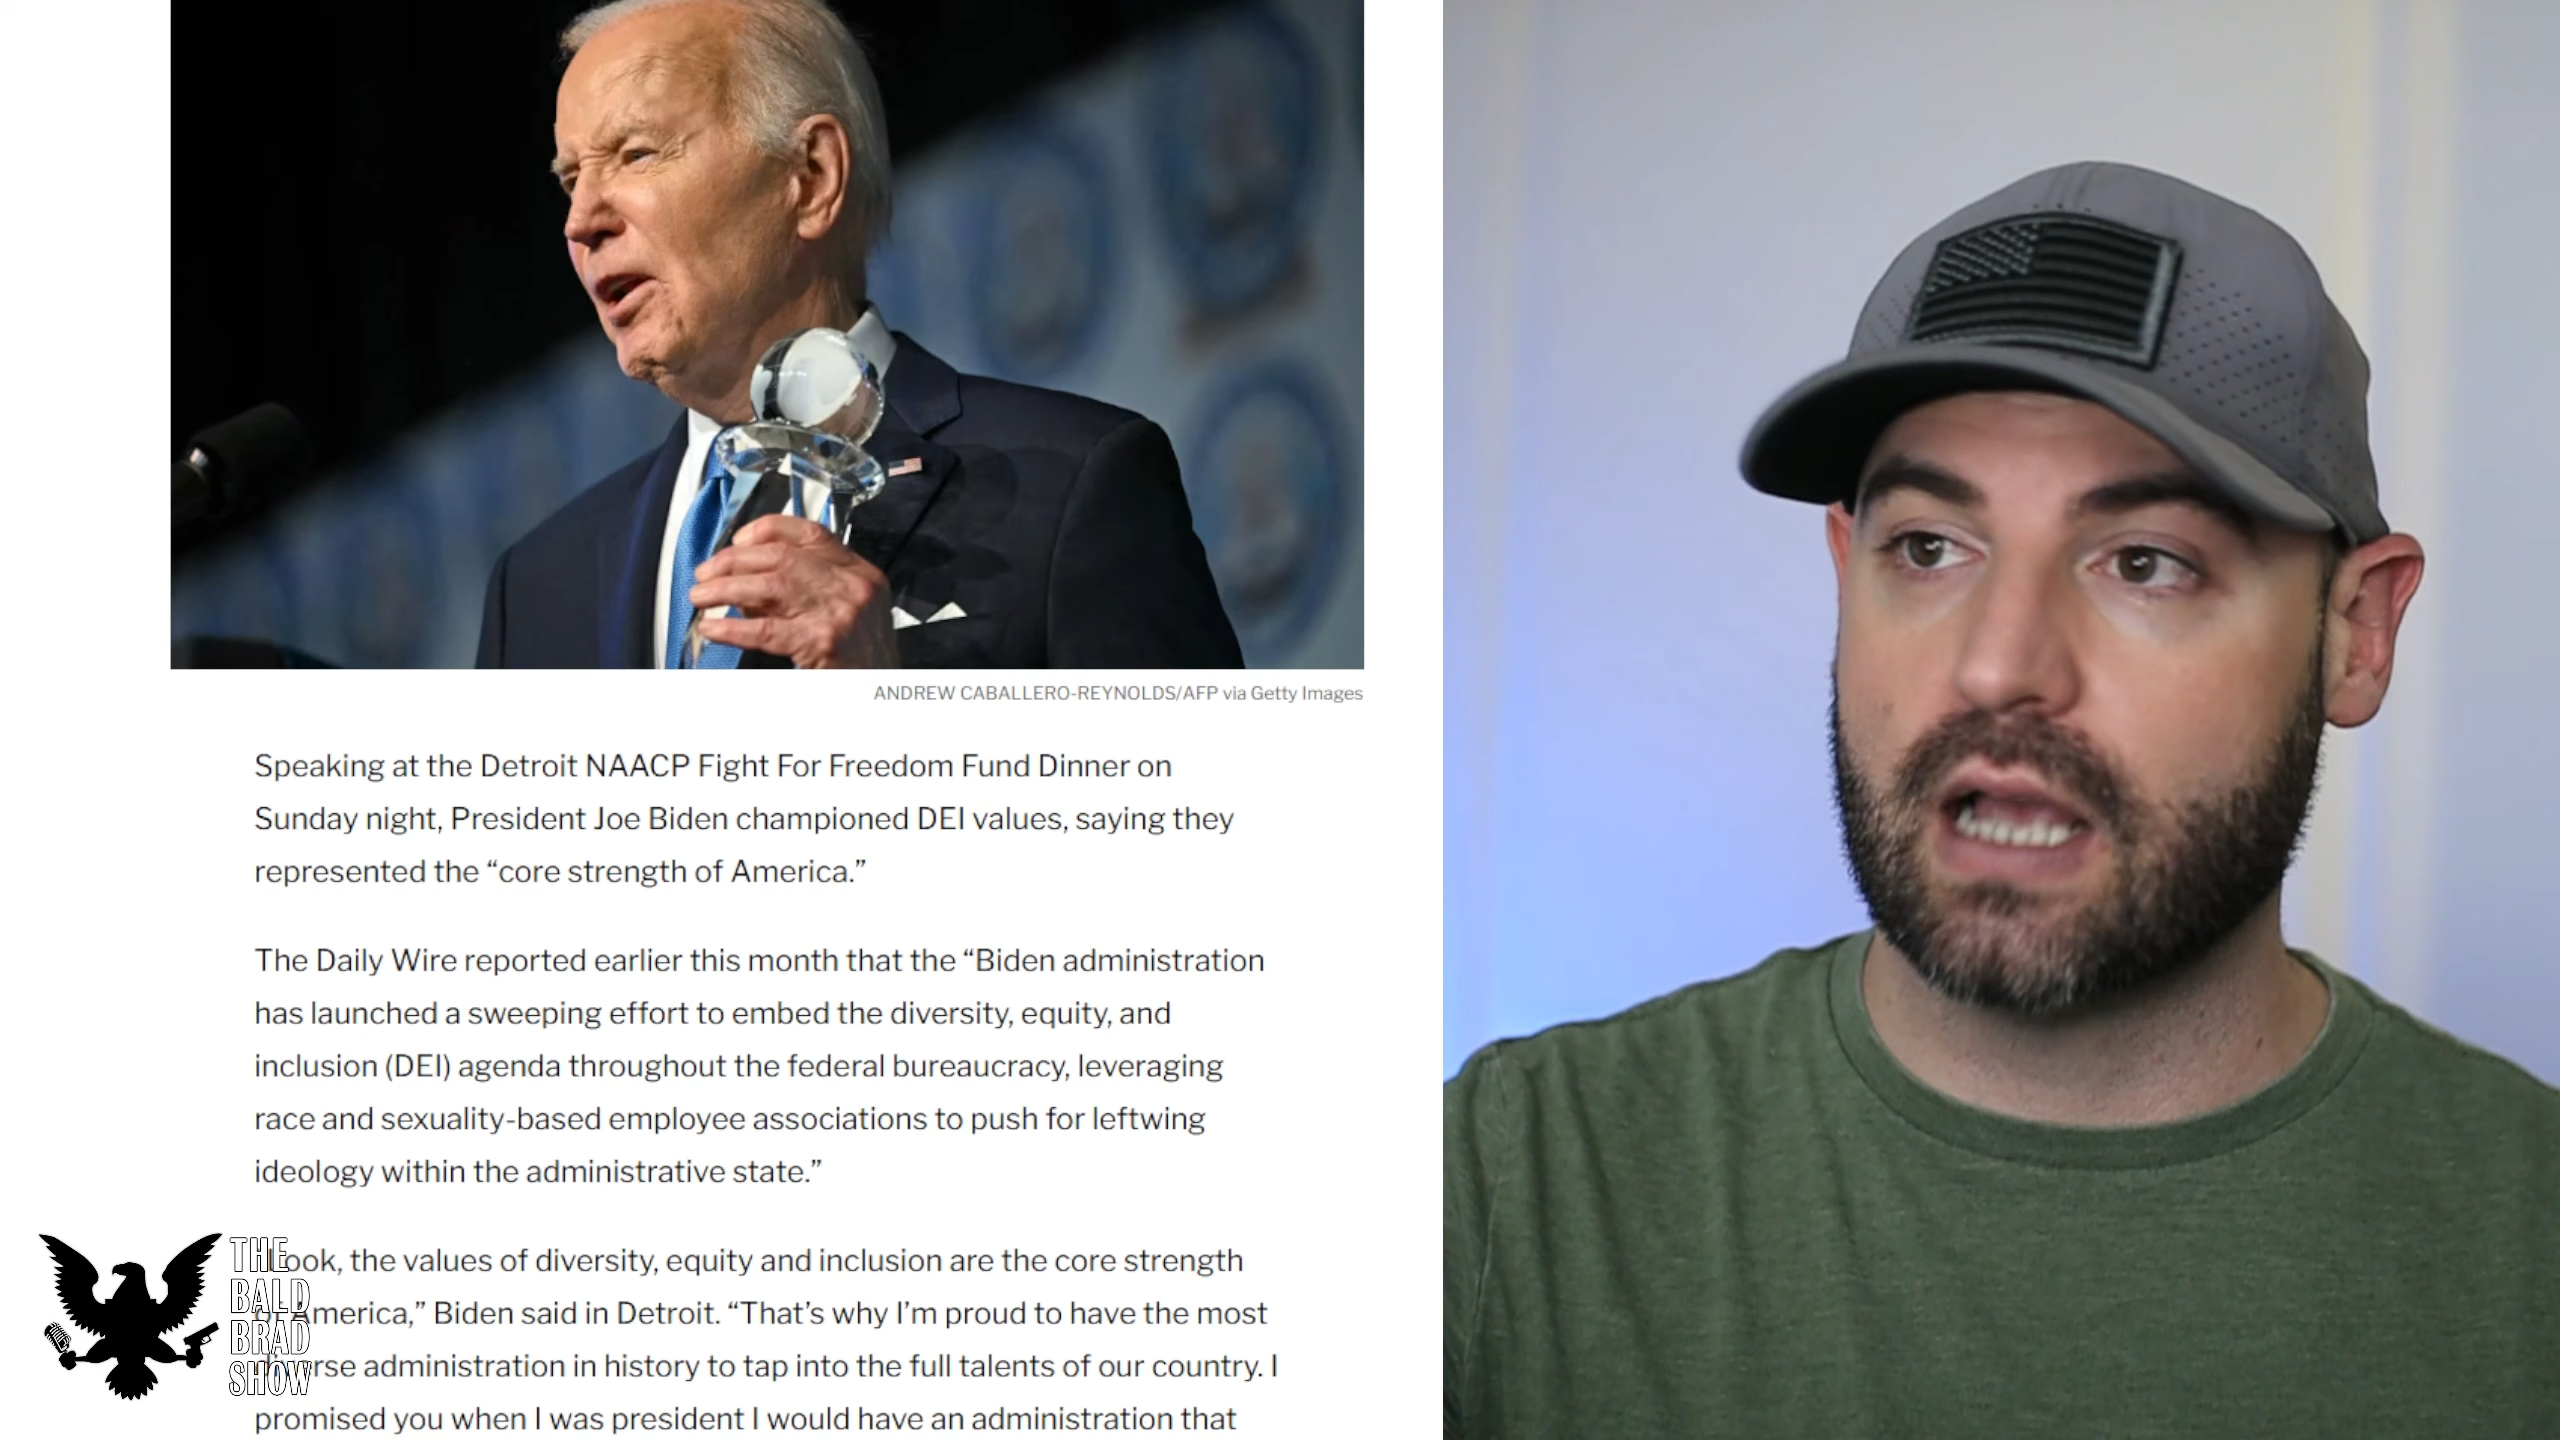 ANDREW CABALLERO-REYNOLDS/AFP via Getty Images
Speaking at the Detroit NAACP Fight For Freedom Fund Dinner on
Sunday night, President Joe Biden championed DEI values, saying they
represented the “core strength of America.”
The Daily Wire reported earlier this month that the “Biden administration
has launched a sweeping effort to embed the diversity, equity, and
inclusion (DEI) agenda throughout the federal bureaucracy, leveraging
race and sexuality-based employee associations to push for leftwing
ideology within the administrative state.”
the values of diversity, equity and inclusion are the core strength
America,” Biden said in Detroit. “That’s why I’m proud to have the most
administration in history to tap into the full talents of our country. I
promised you when I was president I would have an administration that
THE
BALD
BRAD
SHOW